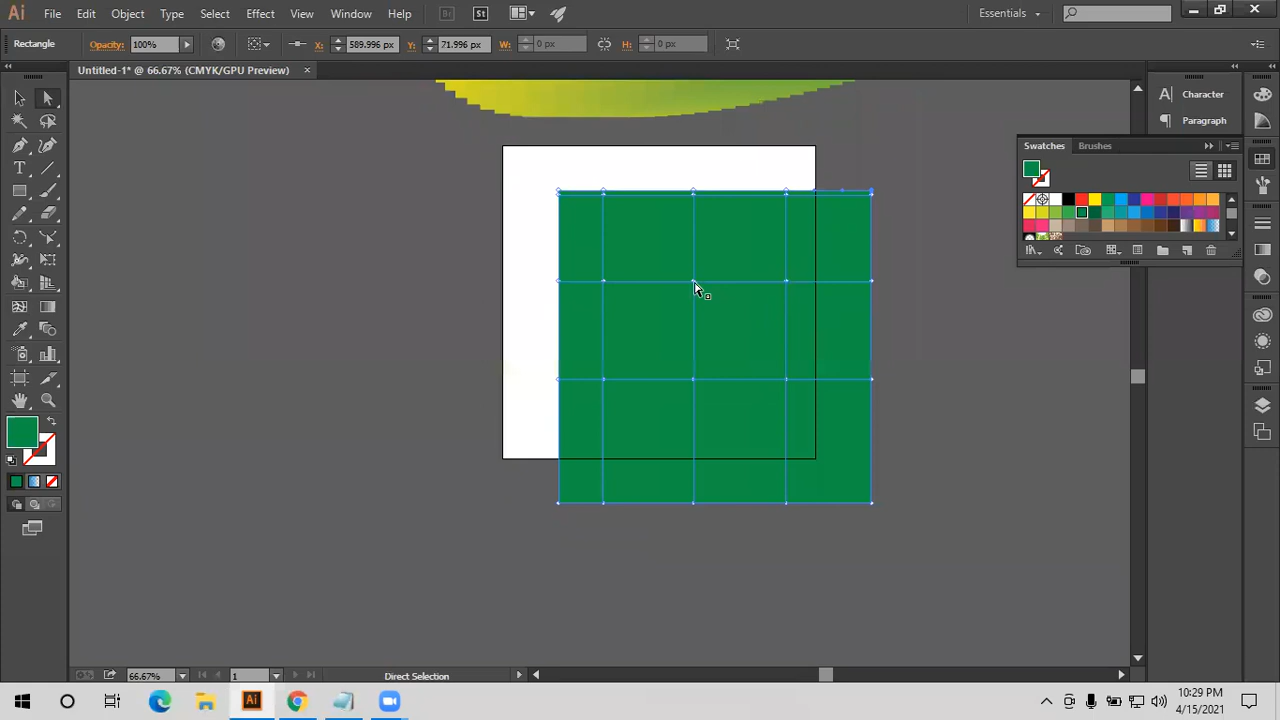 Ai File Edit Object Type Select Effect View Window Help Br St Essentials
Rectangle Opacity: 100% X: 589.996 px Y: 71.996 px W: 0 px H: 0 px
Untitled-1* @ 66.67% (CMYK/GPU Preview) ×
A| Character
Paragraph
Swatches Brushes
T
66.67% 1 Direct Selection
Ai
10:29 PM
4/15/2021